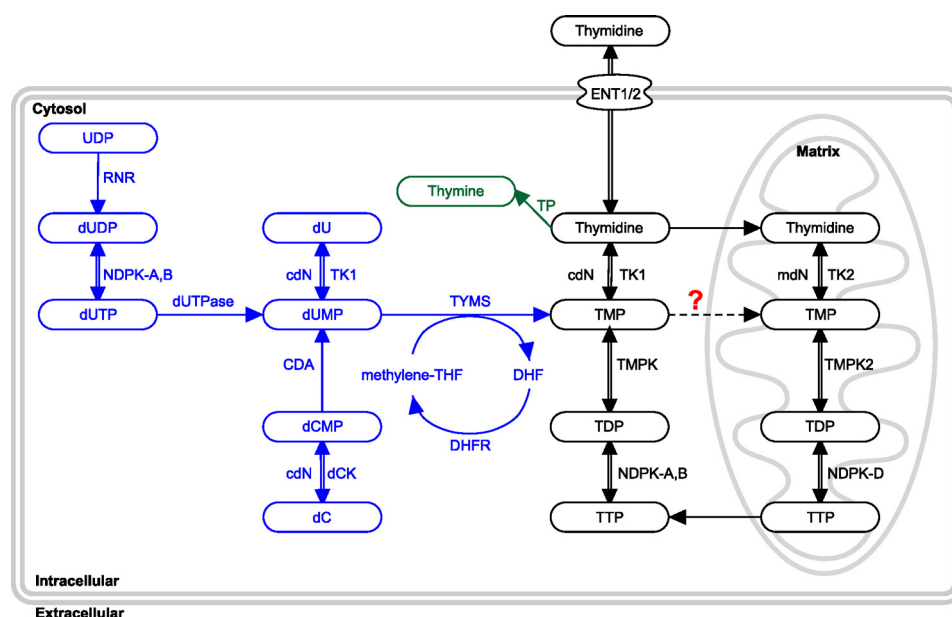 Thymidine
ENT1/2
Cytosol
UDP
Matrix
RNR
Thymine
TP
dUDP
dU
Thymidine
Thymidine
NDPK-A,B
cdN TK1
cdN TK1
mdN TK2
dUTPase
TYMS
?
dUTP
dUMP
TMP
TMP
CDA
methylene-THF
DHF
TMPK
TMPK2
dCMP
TDP
TDP
DHFR
cdN dCK
NDPK-A,B
NDPK-D
dC
TTP
TTP
Intracellular
Extracellular